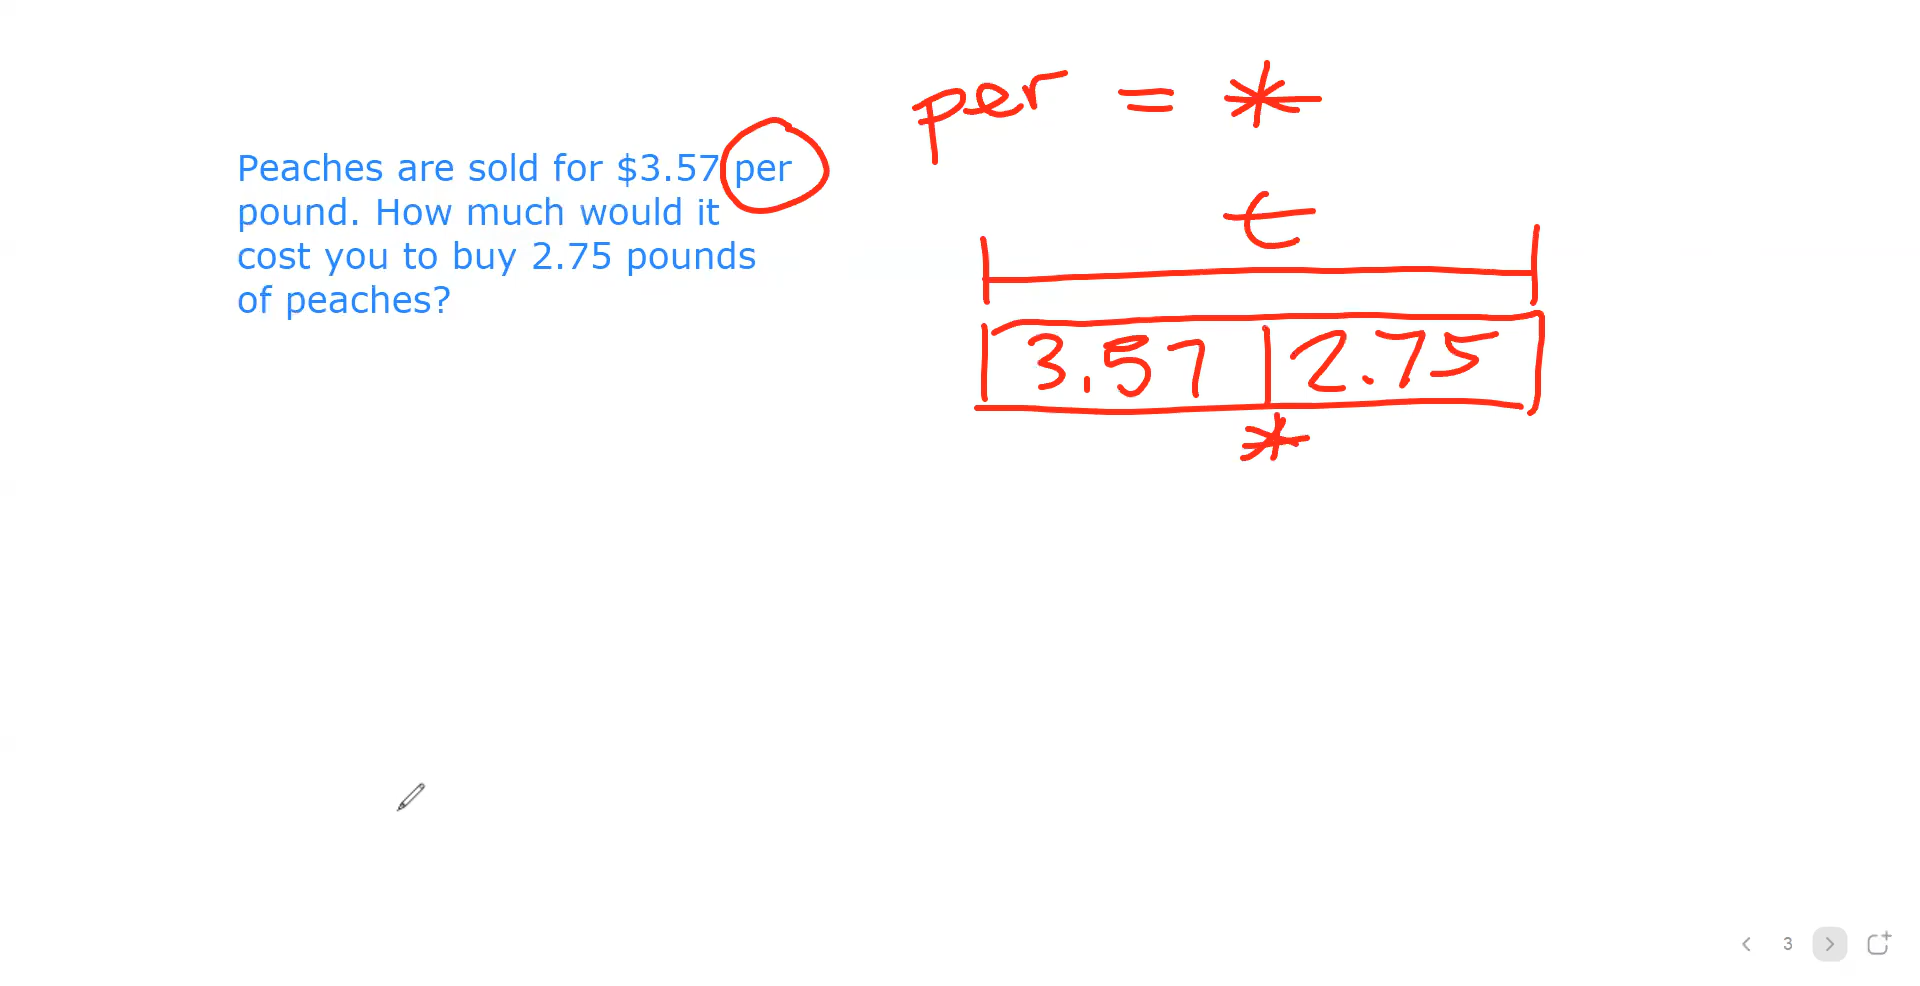 per = *
Peaches are sold for $3.57 per
pound. How much would it
cost you to buy 2.75 pounds
of peaches?
t
3.57 2.75
*
3